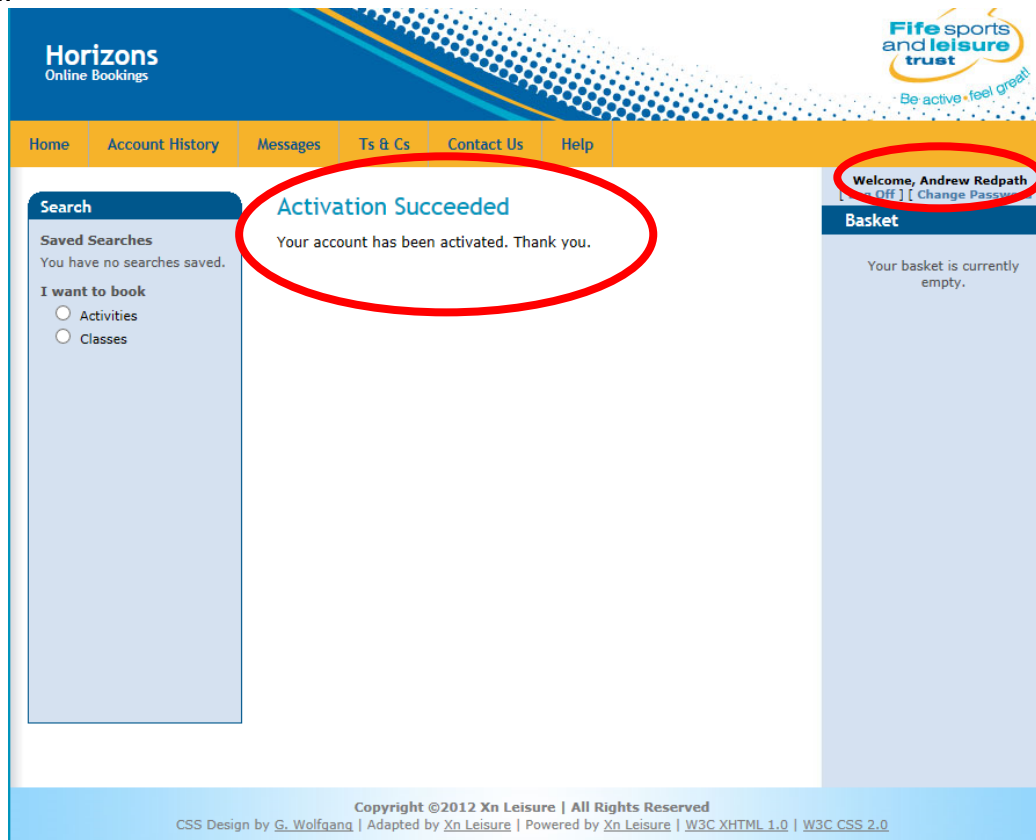 Horizons
Online Bookings
Fife sports
and leisure
trust
Be active • feel great!
Home Account History Messages Ts & Cs Contact Us Help
Welcome, Andrew Redpath
[ Log Off ] [ Change Password
Search
Saved Searches
You have no searches saved.
I want to book
Activities
Classes
Activation Succeeded
Your account has been activated. Thank you.
Basket
Your basket is currently
empty.
Copyright ©2012 Xn Leisure | All Rights Reserved
CSS Design by G. Wolfgang | Adapted by Xn Leisure | Powered by Xn Leisure | W3C XHTML 1.0 | W3C CSS 2.0